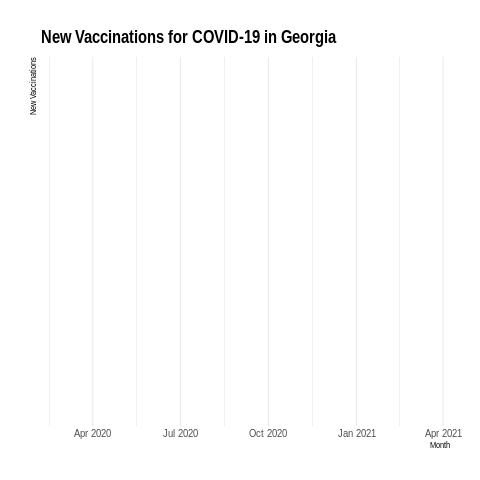 New Vaccinations for COVID-19 in Georgia
New Vaccinations
Apr 2020
Jul 2020
Oct 2020
Jan 2021
Apr 2021
Month